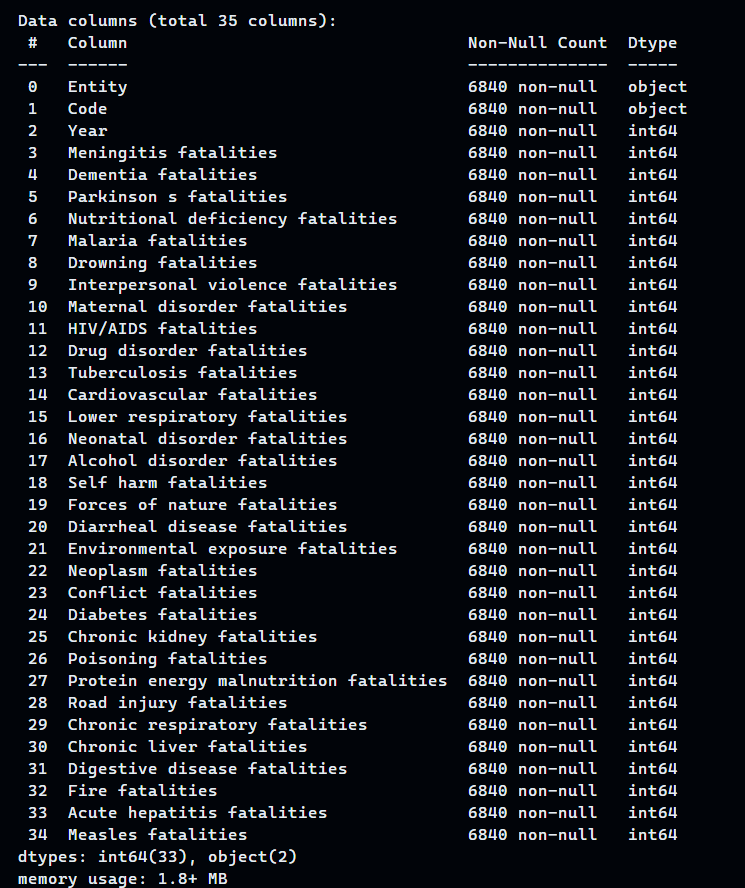 Data columns (total 35 columns):
 #   Column                                  Non-Null Count  Dtype
---  ------                                  --------------  -----
 0   Entity                                  6840 non-null   object
 1   Code                                    6840 non-null   object
 2   Year                                    6840 non-null   int64
 3   Meningitis fatalities                   6840 non-null   int64
 4   Dementia fatalities                     6840 non-null   int64
 5   Parkinson s fatalities                  6840 non-null   int64
 6   Nutritional deficiency fatalities       6840 non-null   int64
 7   Malaria fatalities                      6840 non-null   int64
 8   Drowning fatalities                     6840 non-null   int64
 9   Interpersonal violence fatalities       6840 non-null   int64
 10  Maternal disorder fatalities            6840 non-null   int64
 11  HIV/AIDS fatalities                     6840 non-null   int64
 12  Drug disorder fatalities                6840 non-null   int64
 13  Tuberculosis fatalities                 6840 non-null   int64
 14  Cardiovascular fatalities               6840 non-null   int64
 15  Lower respiratory fatalities            6840 non-null   int64
 16  Neonatal disorder fatalities            6840 non-null   int64
 17  Alcohol disorder fatalities             6840 non-null   int64
 18  Self harm fatalities                    6840 non-null   int64
 19  Forces of nature fatalities             6840 non-null   int64
 20  Diarrheal disease fatalities            6840 non-null   int64
 21  Environmental exposure fatalities       6840 non-null   int64
 22  Neoplasm fatalities                     6840 non-null   int64
 23  Conflict fatalities                     6840 non-null   int64
 24  Diabetes fatalities                     6840 non-null   int64
 25  Chronic kidney fatalities               6840 non-null   int64
 26  Poisoning fatalities                    6840 non-null   int64
 27  Protein energy malnutrition fatalities  6840 non-null   int64
 28  Road injury fatalities                  6840 non-null   int64
 29  Chronic respiratory fatalities          6840 non-null   int64
 30  Chronic liver fatalities                6840 non-null   int64
 31  Digestive disease fatalities            6840 non-null   int64
 32  Fire fatalities                         6840 non-null   int64
 33  Acute hepatitis fatalities              6840 non-null   int64
 34  Measles fatalities                      6840 non-null   int64
dtypes: int64(33), object(2)
memory usage: 1.8+ MB